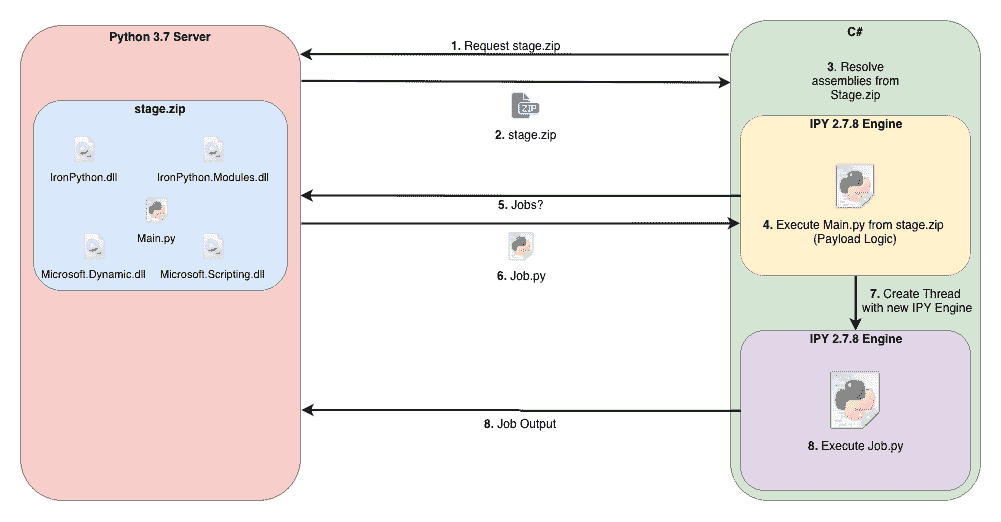 Python 3.7 Server
C#
1. Request stage.zip
3. Resolve
assemblies from
Stage.zip
stage.zip
ZIP
2. stage.zip
IPY 2.7.8 Engine
IronPython.dll
IronPython.Modules.dll
5. Jobs?
Main.py
4. Execute Main.py from stage.zip
(Payload Logic)
Microsoft.Dynamic.dll
Microsoft.Scripting.dll
6. Job.py
7. Create Thread
with new IPY Engine
IPY 2.7.8 Engine
8. Job Output
8. Execute Job.py